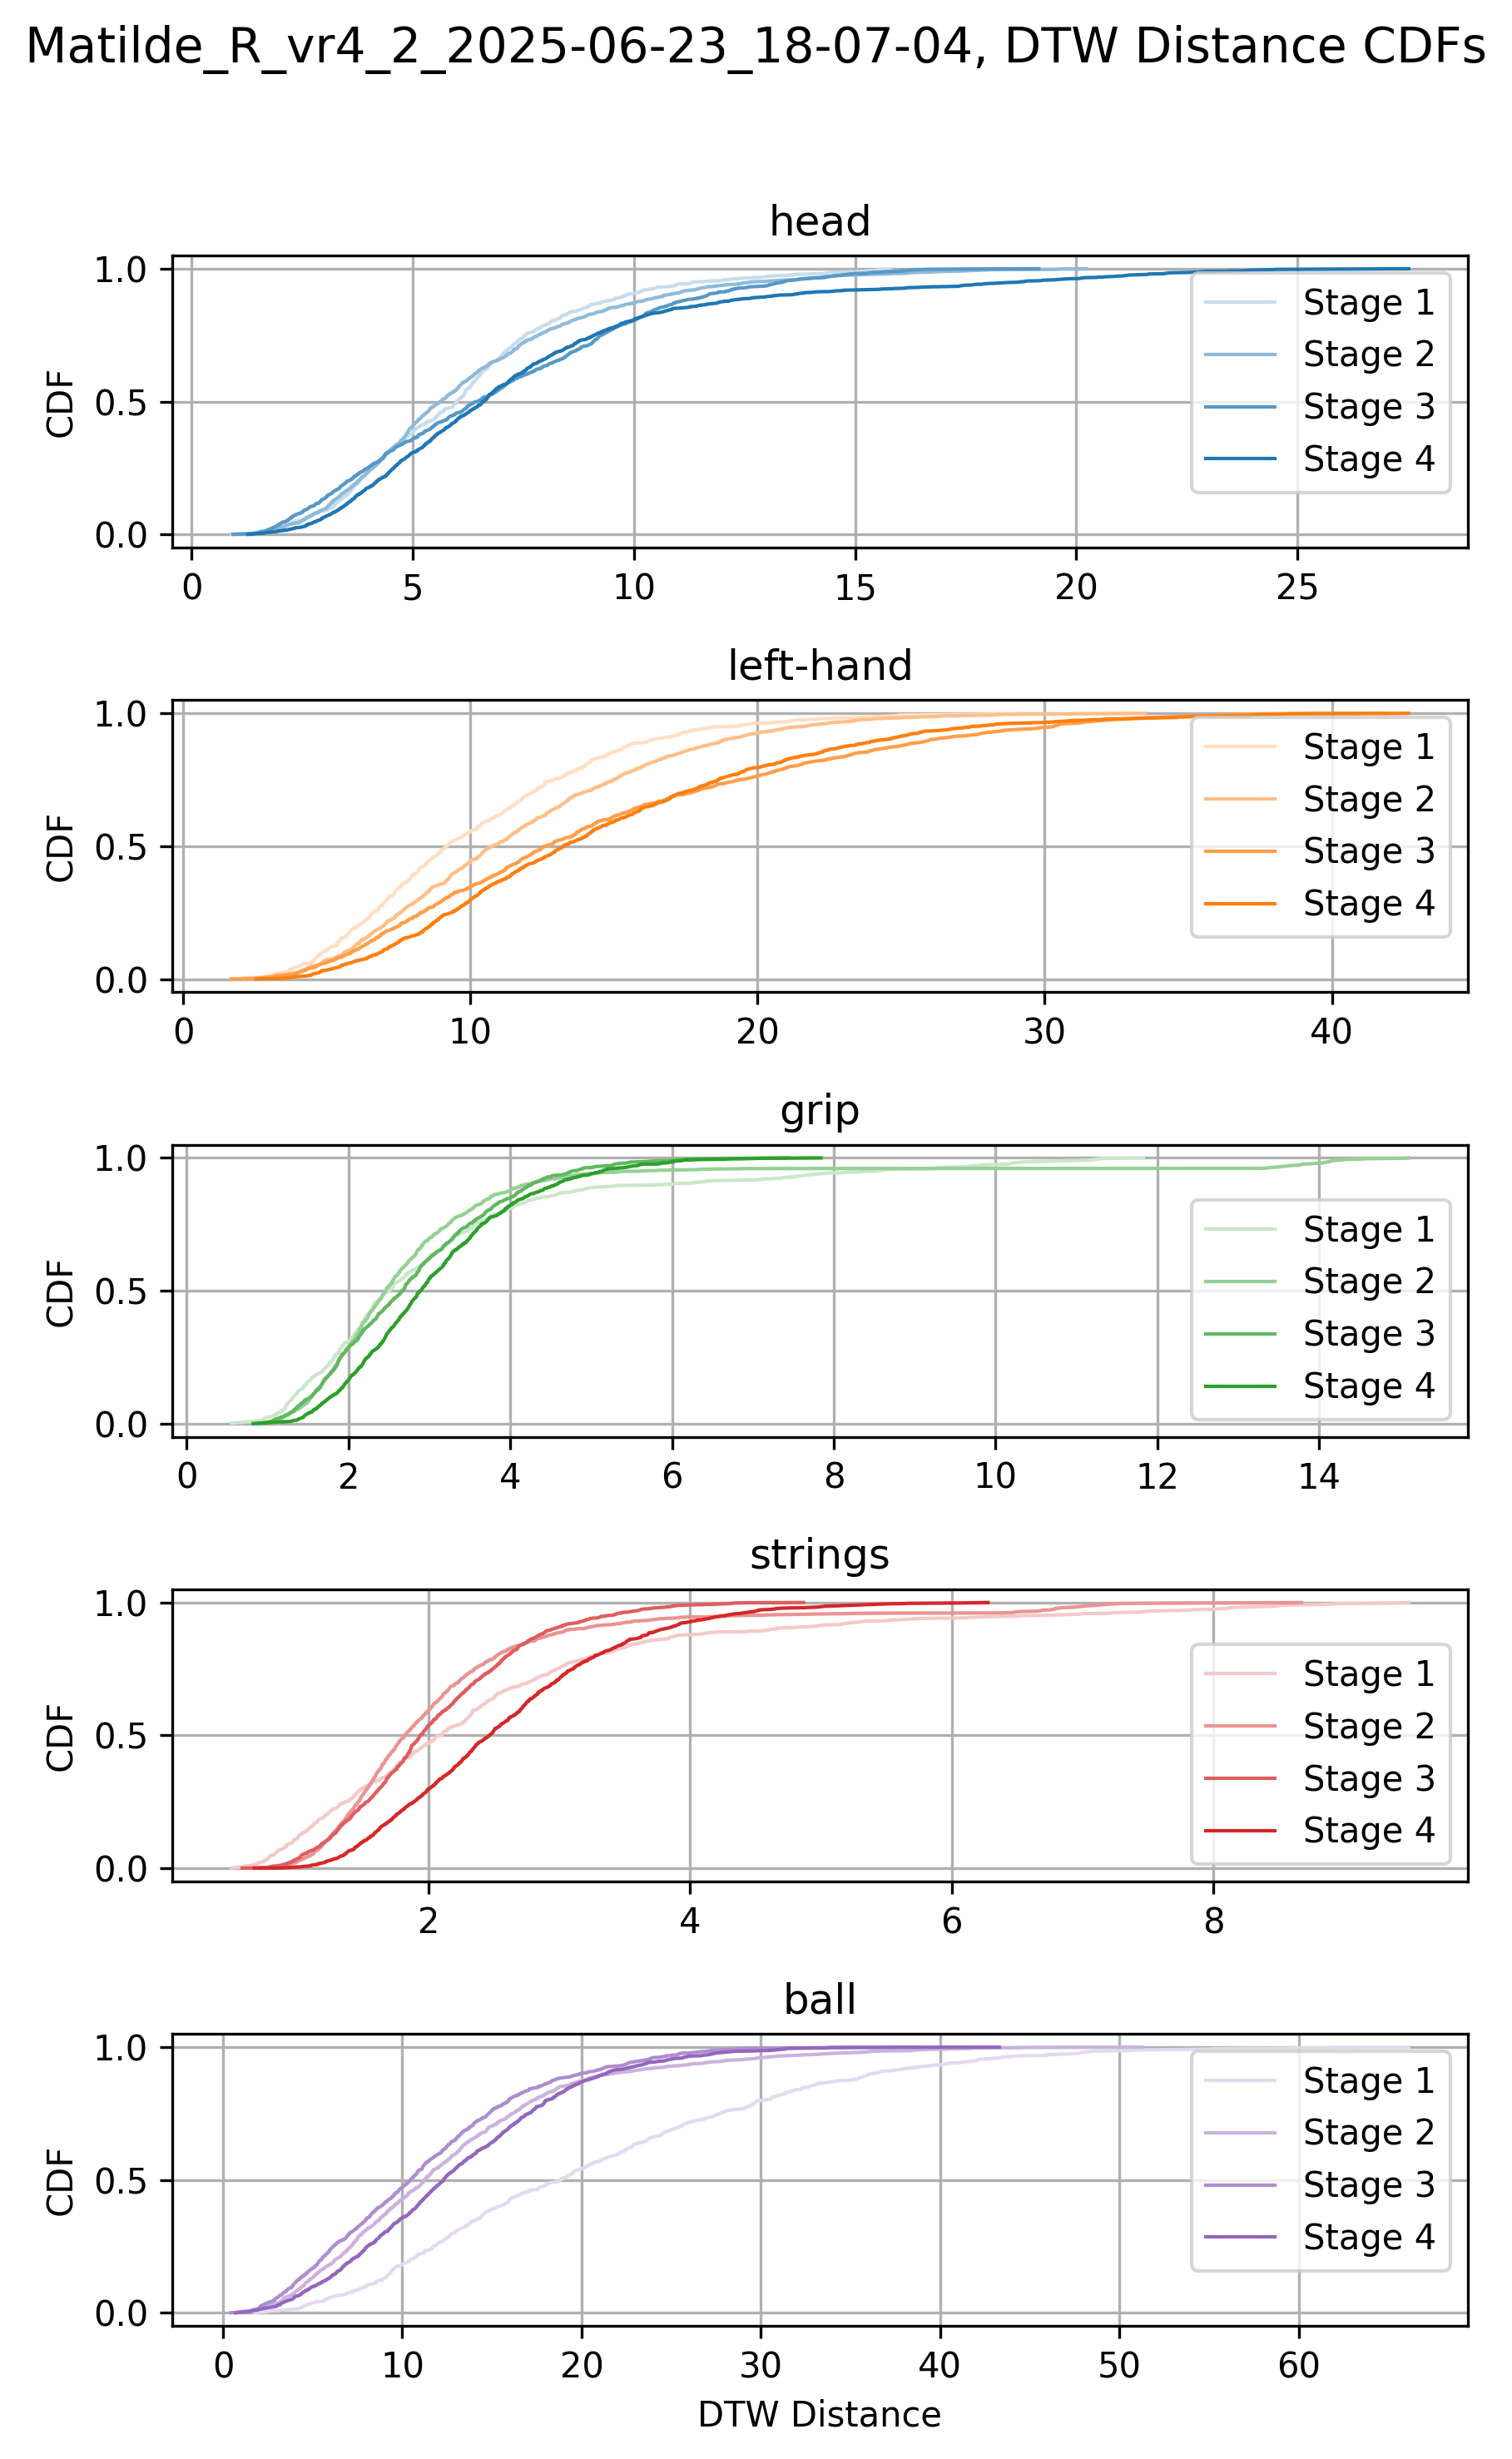 Matilde_R_vr4_2_2025-06-23_18-07-04, DTW Distance CDFs
head
CDF
1.0
0.5
0.0
0 5 10 15 20 25
Stage 1
Stage 2
Stage 3
Stage 4
left-hand
CDF
1.0
0.5
0.0
0 10 20 30 40
Stage 1
Stage 2
Stage 3
Stage 4
grip
CDF
1.0
0.5
0.0
0 2 4 6 8 10 12 14
Stage 1
Stage 2
Stage 3
Stage 4
strings
CDF
1.0
0.5
0.0
2 4 6 8
Stage 1
Stage 2
Stage 3
Stage 4
ball
CDF
1.0
0.5
0.0
0 10 20 30 40 50 60
Stage 1
Stage 2
Stage 3
Stage 4
DTW Distance